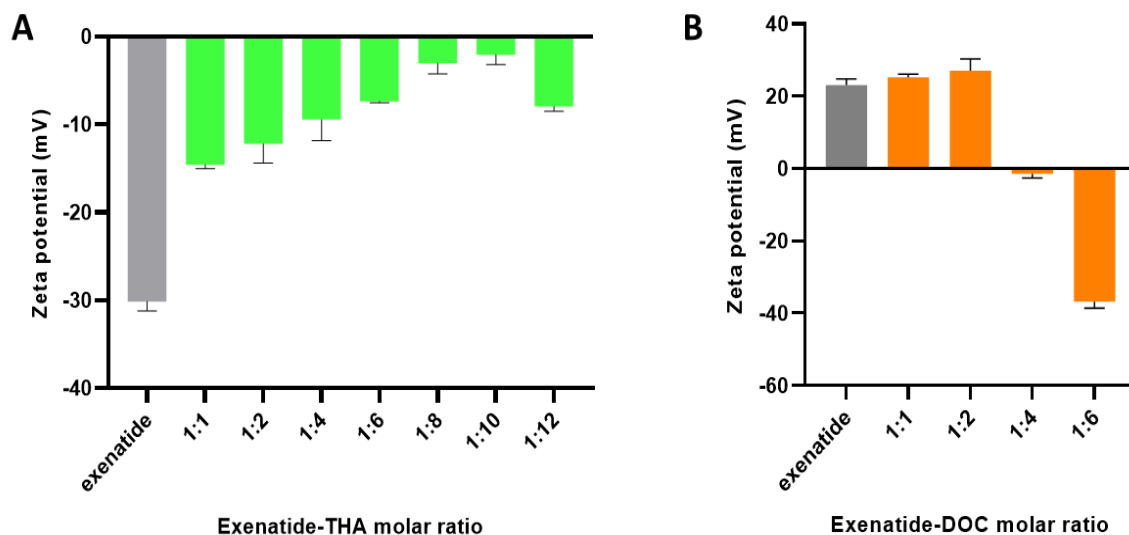 A
Zeta potential (mV)
0
-10
-20
-30
-40
exenatide
1:1
1:2
1:4
1:6
1:8
1:10
1:12
Exenatide-THA molar ratio
B
Zeta potential (mV)
40
20
0
-20
-40
-60
exenatide
1:1
1:2
1:4
1:6
Exenatide-DOC molar ratio